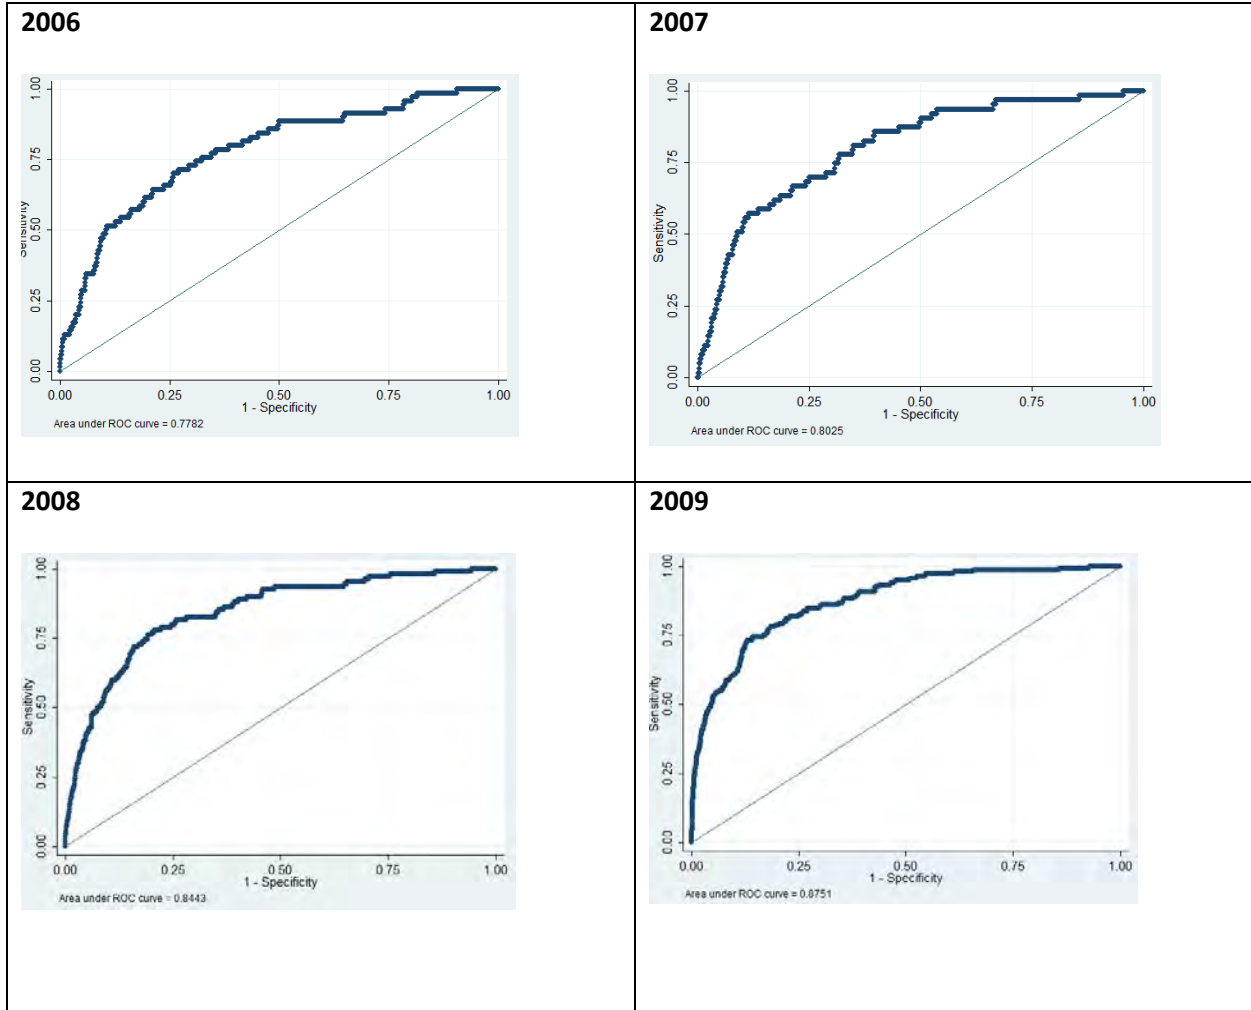 2006
1.00
0.75
0.50
0.25
0.00
Sensitivity
0.00 0.25 0.50 0.75 1.00
1 - Specificity
Area under ROC curve = 0.7782
2007
1.00
0.75
0.50
0.25
0.00
Sensitivity
0.00 0.25 0.50 0.75 1.00
1 - Specificity
Area under ROC curve = 0.8025
2008
1.00
0.75
0.50
0.25
0.00
Sensitivity
0.00 0.25 0.50 0.75 1.00
1 - Specificity
Area under ROC curve = 0.8443
2009
1.00
0.75
0.50
0.25
0.00
Sensitivity
0.00 0.25 0.50 0.75 1.00
1 - Specificity
Area under ROC curve = 0.8751